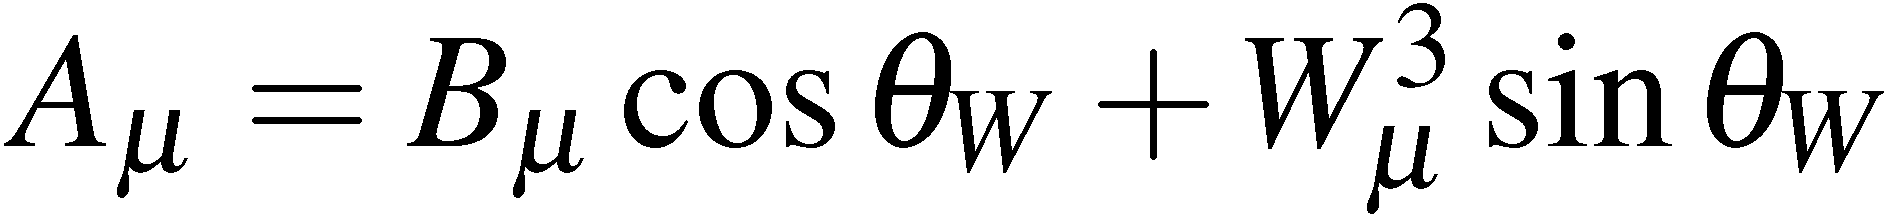 A_μ = B_μ cos θ_W + W_μ^3 sin θ_W